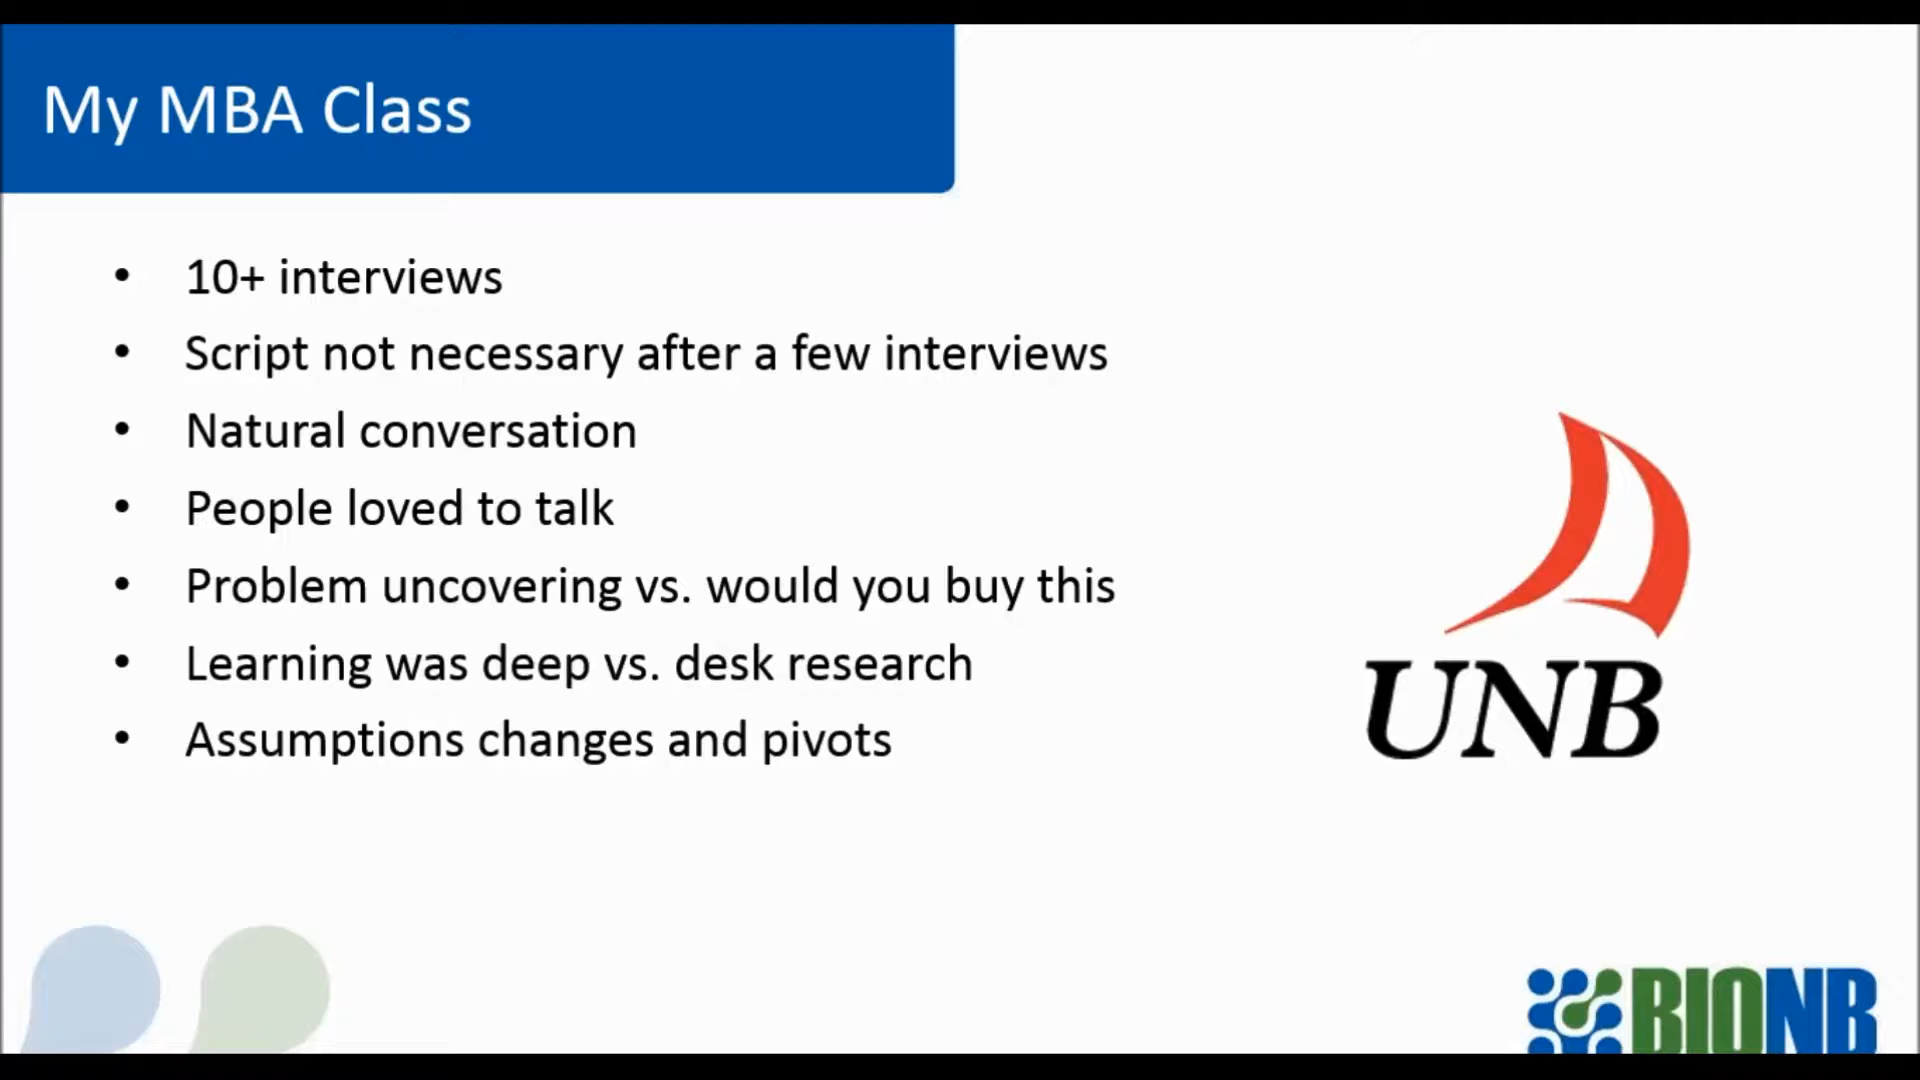 My MBA Class
• 10+ interviews
• Script not necessary after a few interviews
• Natural conversation
• People loved to talk
• Problem uncovering vs. would you buy this
• Learning was deep vs. desk research
• Assumptions changes and pivots
UNB
BIONB